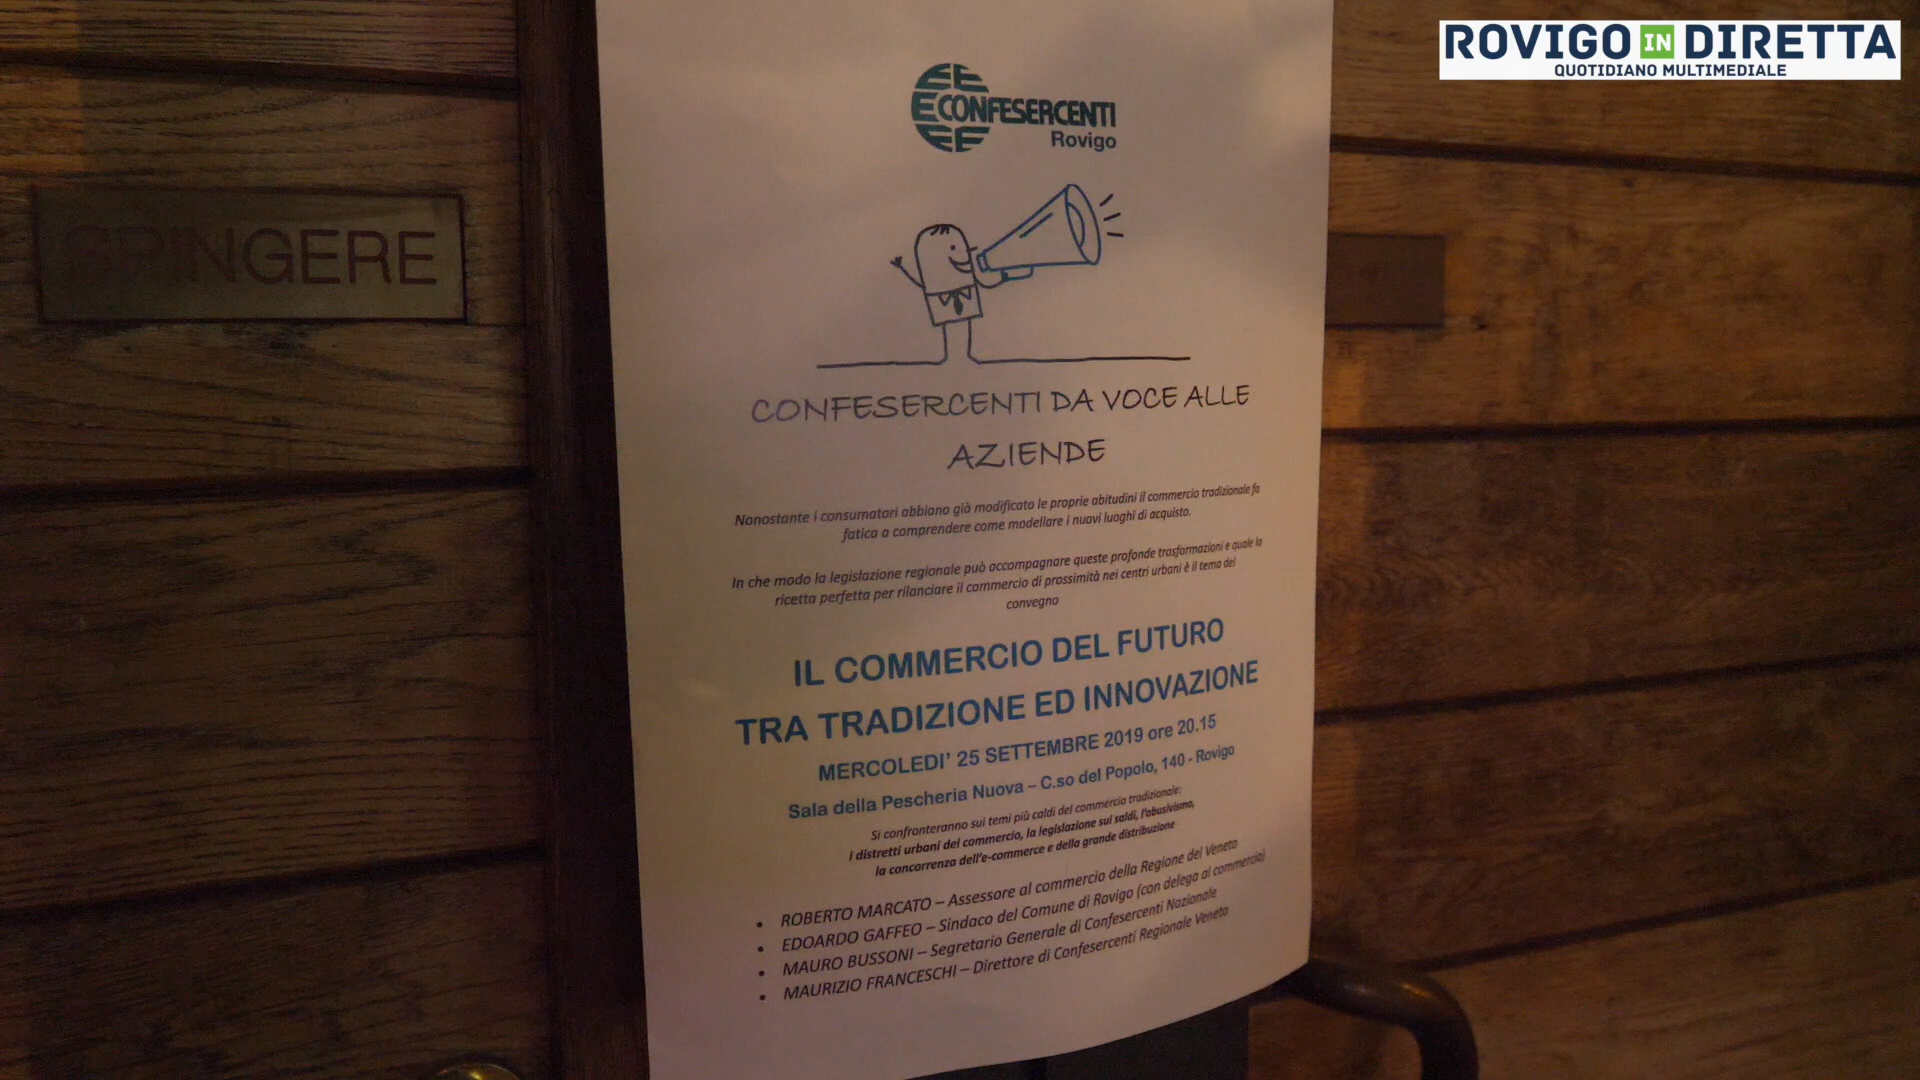 ROVIGO IN DIRETTA
QUOTIDIANO MULTIMEDIALE
SPINGERE
CONFESERCENTI
Rovigo
CONFESERCENTI DA VOCE ALLE
AZIENDE
Nonostante i consumatori abbiano già modificato le proprie abitudini il commercio tradizionale fa
fatica a comprendere come modellare i nuovi luoghi di acquisto.
In che modo la legislazione regionale può accompagnare queste profonde trasformazioni e quale la
ricetta perfetta per rilanciare il commercio di prossimità nei centri urbani è il tema del
convegno
IL COMMERCIO DEL FUTURO
TRA TRADIZIONE ED INNOVAZIONE
MERCOLEDI' 25 SETTEMBRE 2019 ore 20.15
Sala della Pescheria Nuova – C.so del Popolo, 140 - Rovigo
Si confronteranno sui temi più caldi del commercio tradizionale:
i distretti urbani del commercio, la legislazione sui saldi, l'abusivismo,
la concorrenza dell'e-commerce e della grande distribuzione
• ROBERTO MARCATO – Assessore al commercio della Regione del Veneto
• EDOARDO GAFFEO – Sindaco del Comune di Rovigo (con delega al commercio)
• MAURO BUSSONI – Segretario Generale di Confesercenti Nazionale
• MAURIZIO FRANCESCHI – Direttore di Confesercenti Regionale Veneto